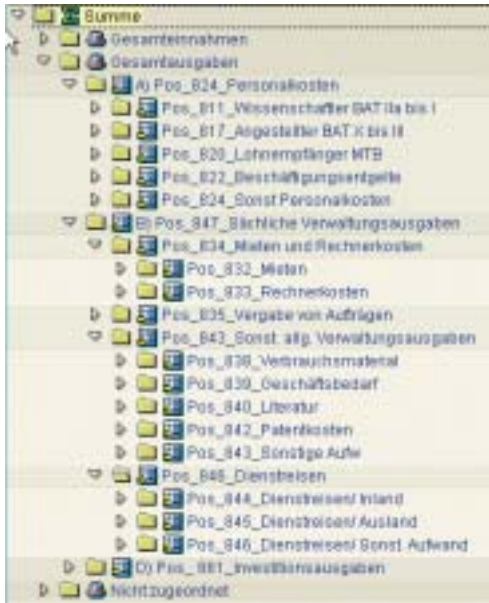 Summe
Gesamteinnahmen
Gesamtausgaben
A) Pos_824_Personalkosten
Pos_811_Wissenschaftler BAT IIa bis I
Pos_817_Angestellter BAT X bis III
Pos_820_Lohnempfänger MTB
Pos_822_Beschäftigungsentgelte
Pos_824_Sonst Personalkosten
B) Pos_847_Sächliche Verwaltungsausgaben
Pos_834_Mieten und Rechnerkosten
Pos_832_Mieten
Pos_833_Rechnerkosten
Pos_835_Vergabe von Aufträgen
Pos_843_Sonst. allg. Verwaltungsausgaben
Pos_838_Verbrauchsmaterial
Pos_839_Geschäftsbedarf
Pos_840_Literatur
Pos_842_Patentkosten
Pos_843_Sonstige Aufw
Pos_846_Dienstreisen
Pos_844_Dienstreisen/ Inland
Pos_845_Dienstreisen/ Ausland
Pos_846_Dienstreisen/ Sonst. Aufwand
Pos_881_Investitionsausgaben
Nicht zugeordnet